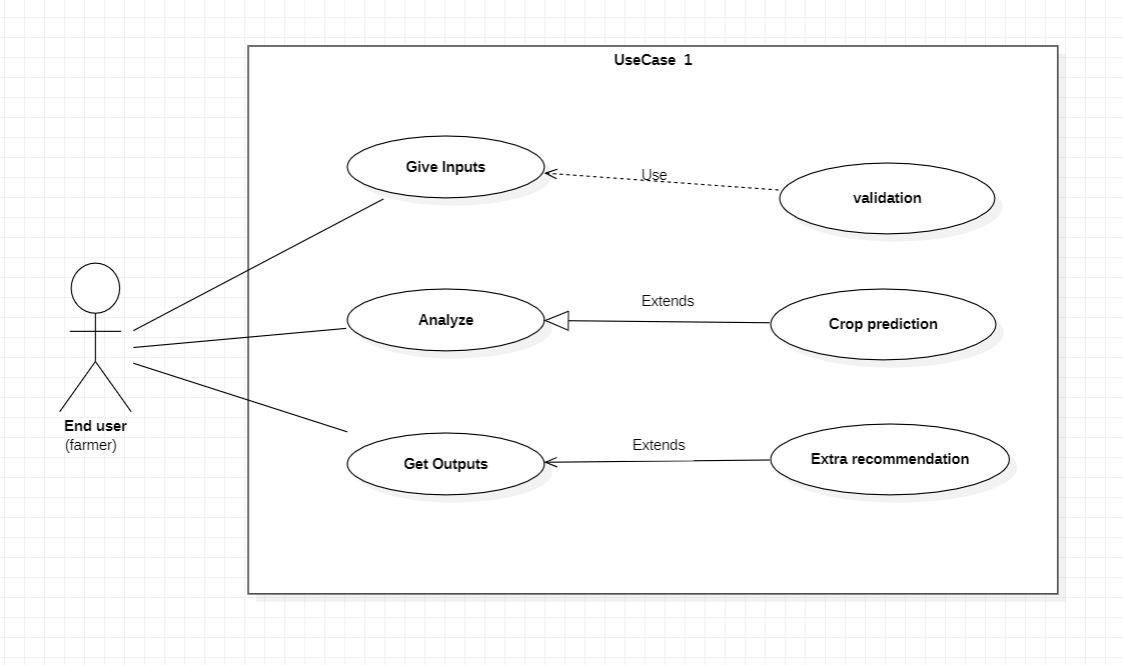 UseCase 1
Give Inputs
Use
validation
Analyze
Extends
Crop prediction
End user
(farmer)
Get Outputs
Extends
Extra recommendation